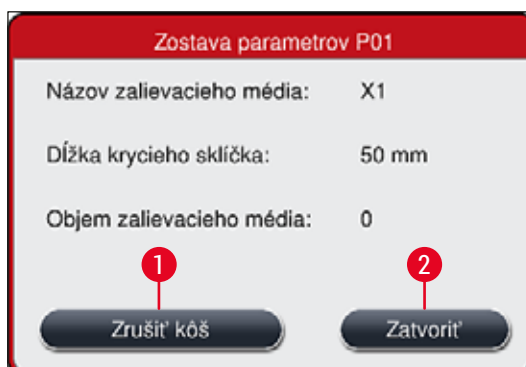 Zostava parametrov P01
Názov zalievacieho média: X1
Dĺžka krycieho sklíčka: 50 mm
Objem zalievacieho média: 0
1 2
Zrušiť kôš Zatvoriť